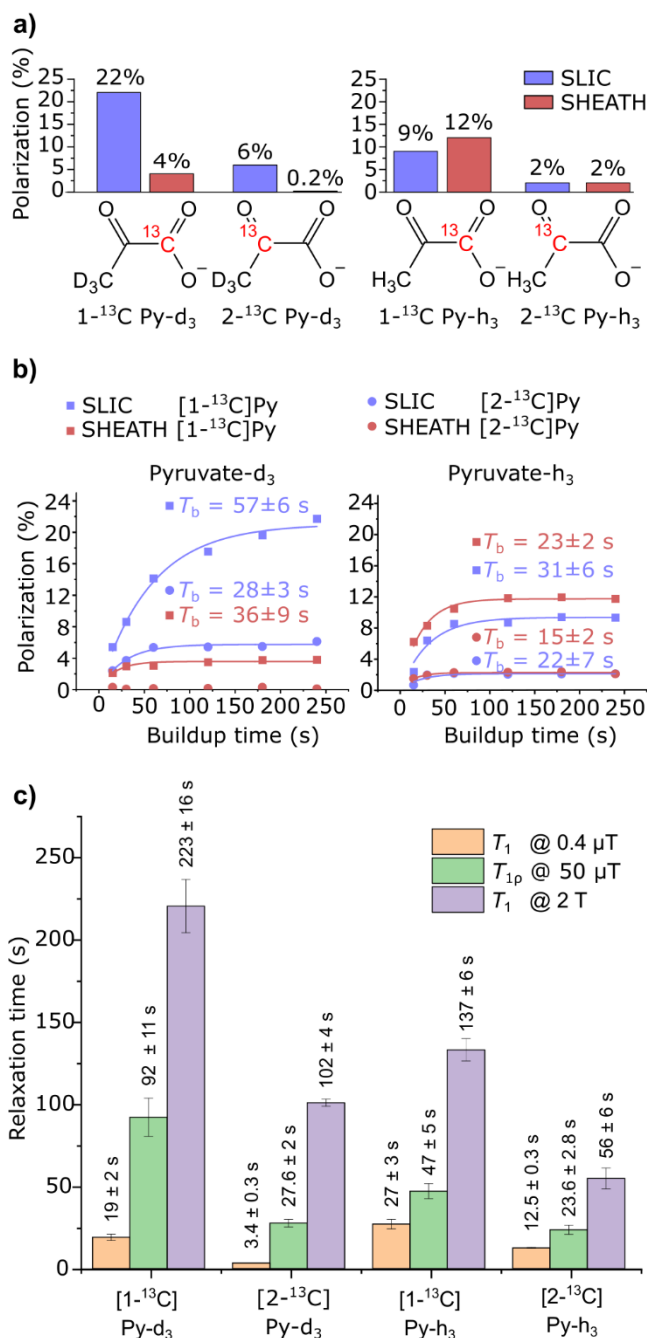 a)
Polarization (%)
25
20
15
10
5
0
22%
4%
6%
0.2%
25
20
15
10
5
0
9%
12%
2%
2%
SLIC
SHEATH
O O
13C
D3C O−
1-13C Py-d3
O O
13C
D3C O−
2-13C Py-d3
O O
13C
H3C O−
1-13C Py-h3
O O
13C
H3C O−
2-13C Py-h3
b)
SLIC [1-13C]Py
SHEATH [1-13C]Py
SLIC [2-13C]Py
SHEATH [2-13C]Py
Pyruvate-d3
Polarization (%)
24
20
16
12
8
4
0
Tb = 57±6 s
Tb = 28±3 s
Tb = 36±9 s
0 50 100 150 200 250
Buildup time (s)
Pyruvate-h3
24
20
16
12
8
4
0
Tb = 23±2 s
Tb = 31±6 s
Tb = 15±2 s
Tb = 22±7 s
0 50 100 150 200 250
Buildup time (s)
c)
Relaxation time (s)
250
200
150
100
50
0
T1 @ 0.4 μT
T1ρ @ 50 μT
T1 @ 2 T
19 ± 2 s
92 ± 11 s
223 ± 16 s
3.4 ± 0.3 s
27.6 ± 2 s
102 ± 4 s
27 ± 3 s
47 ± 5 s
137 ± 6 s
12.5 ± 0.3 s
23.6 ± 2.8 s
56 ± 6 s
[1-13C] [2-13C] [1-13C] [2-13C]
Py-d3 Py-d3 Py-h3 Py-h3